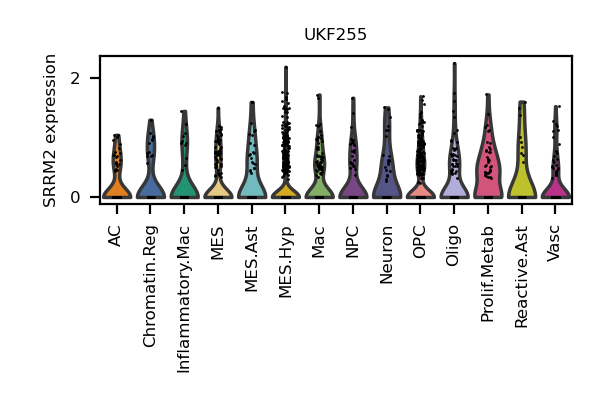 UKF255
SRRM2 expression
2
0
AC
Chromatin.Reg
Inflammatory.Mac
MES
MES.Ast
MES.Hyp
Mac
NPC
Neuron
OPC
Oligo
Prolif.Metab
Reactive.Ast
Vasc